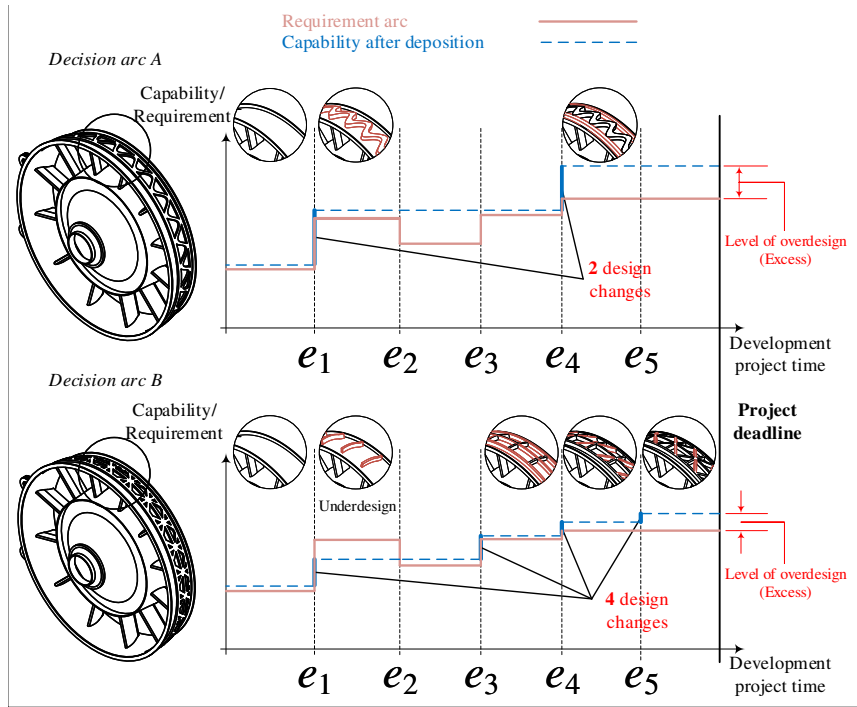 Requirement arc
Capability after deposition
Decision arc A
Capability/
Requirement
Level of overdesign
(Excess)
2 design
changes
e1 e2 e3 e4 e5
Development
project time
Decision arc B
Capability/
Requirement
Project
deadline
Underdesign
Level of overdesign
(Excess)
4 design
changes
e1 e2 e3 e4 e5
Development
project time